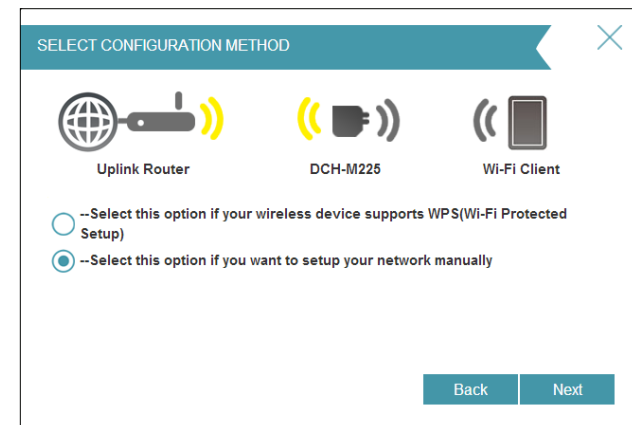 SELECT CONFIGURATION METHOD
Uplink Router
DCH-M225
Wi-Fi Client
--Select this option if your wireless device supports WPS(Wi-Fi Protected
Setup)
--Select this option if you want to setup your network manually
Back
Next